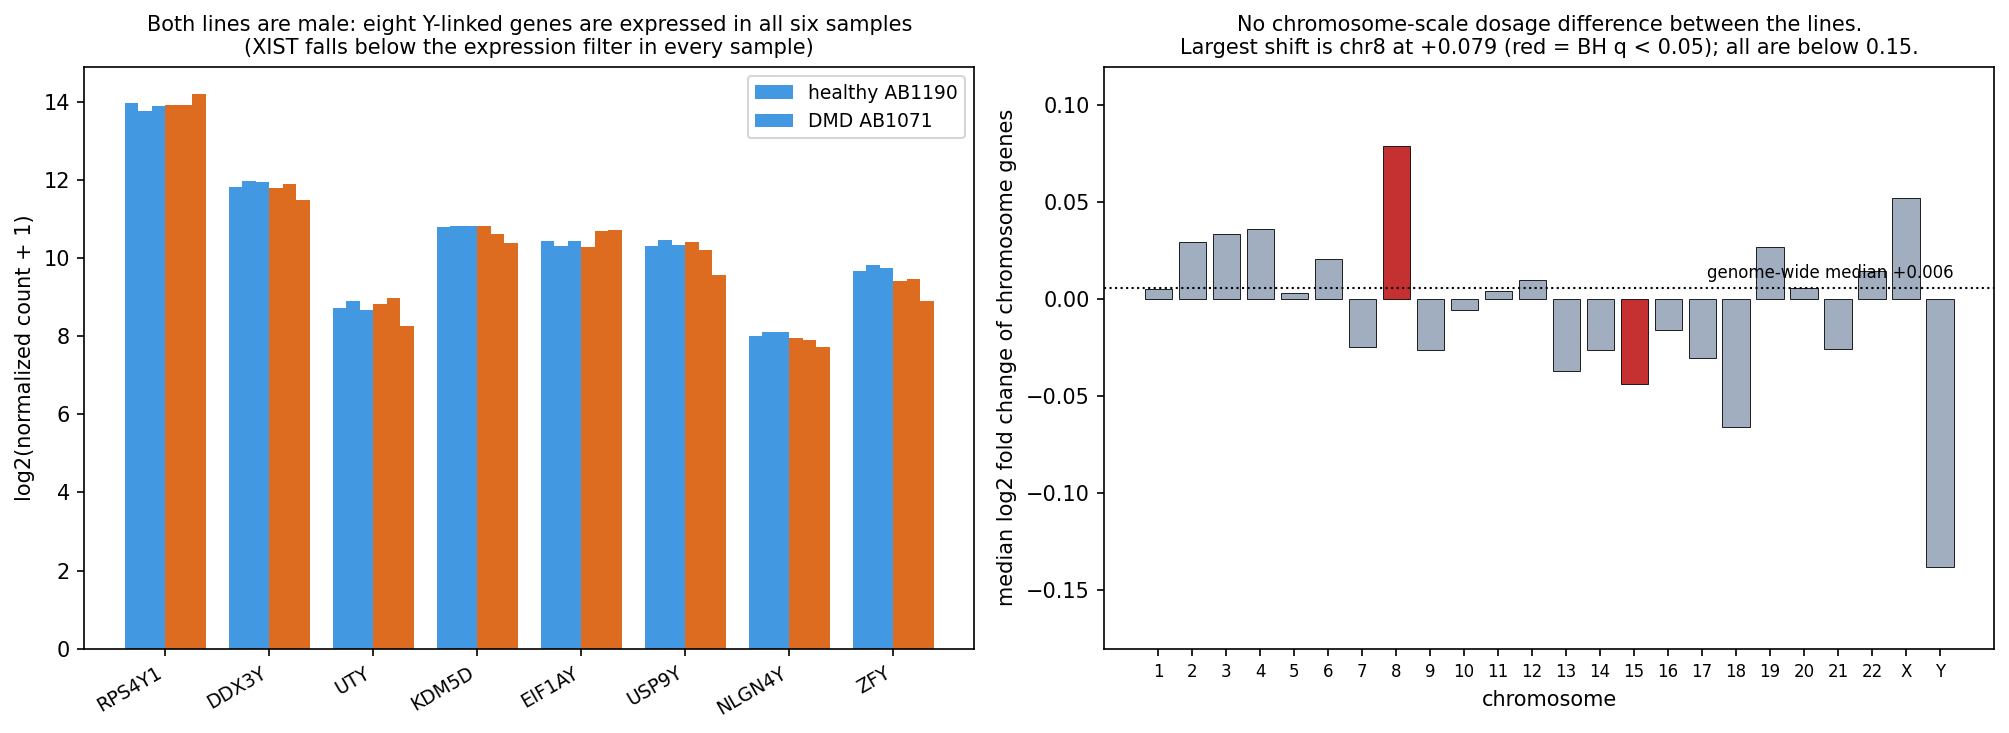 Both lines are male: eight Y-linked genes are expressed in all six samples
(XIST falls below the expression filter in every sample)
healthy AB1190
DMD AB1071
log2(normalized count + 1)
14
12
10
8
6
4
2
0
RPS4Y1
DDX3Y
UTY
KDM5D
EIF1AY
USP9Y
NLGN4Y
ZFY
No chromosome-scale dosage difference between the lines.
Largest shift is chr8 at +0.079 (red = BH q < 0.05); all are below 0.15.
median log2 fold change of chromosome genes
0.10
0.05
0.00
−0.05
−0.10
−0.15
genome-wide median +0.006
1
2
3
4
5
6
7
8
9
10
11
12
13
14
15
16
17
18
19
20
21
22
X
Y
chromosome